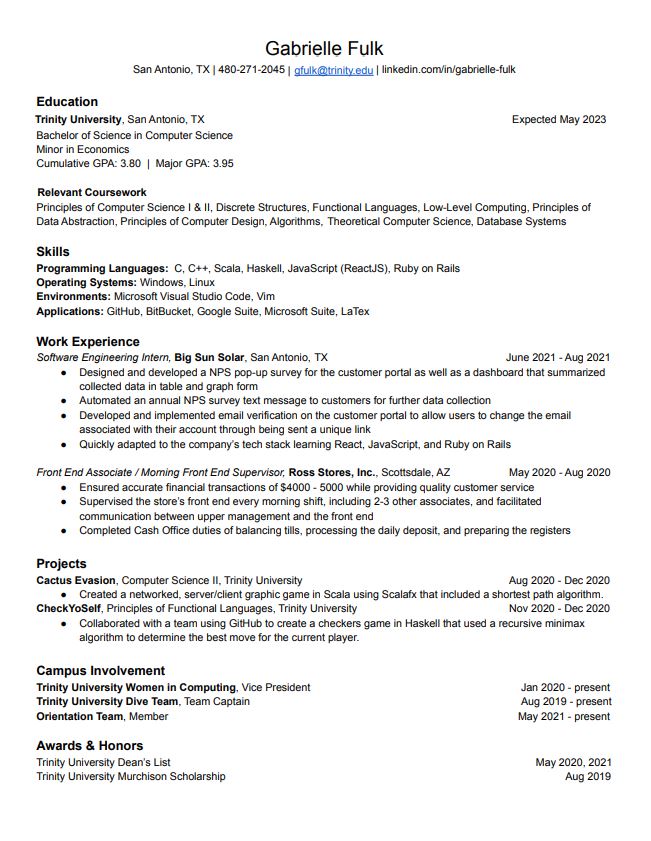 Gabrielle Fulk
San Antonio, TX | 480-271-2045 | gfulk@trinity.edu | linkedin.com/in/gabrielle-fulk
Education
Trinity University, San Antonio, TX Expected May 2023
Bachelor of Science in Computer Science
Minor in Economics
Cumulative GPA: 3.80 | Major GPA: 3.95
Relevant Coursework
Principles of Computer Science I & II, Discrete Structures, Functional Languages, Low-Level Computing, Principles of
Data Abstraction, Principles of Computer Design, Algorithms, Theoretical Computer Science, Database Systems
Skills
Programming Languages: C, C++, Scala, Haskell, JavaScript (ReactJS), Ruby on Rails
Operating Systems: Windows, Linux
Environments: Microsoft Visual Studio Code, Vim
Applications: GitHub, BitBucket, Google Suite, Microsoft Suite, LaTex
Work Experience
Software Engineering Intern, Big Sun Solar, San Antonio, TX June 2021 - Aug 2021
● Designed and developed a NPS pop-up survey for the customer portal as well as a dashboard that summarized
collected data in table and graph form
● Automated an annual NPS survey text message to customers for further data collection
● Developed and implemented email verification on the customer portal to allow users to change the email
associated with their account through being sent a unique link
● Quickly adapted to the company's tech stack learning React, JavaScript, and Ruby on Rails
Front End Associate / Morning Front End Supervisor, Ross Stores, Inc., Scottsdale, AZ May 2020 - Aug 2020
● Ensured accurate financial transactions of $4000 - 5000 while providing quality customer service
● Supervised the store's front end every morning shift, including 2-3 other associates, and facilitated
communication between upper management and the front end
● Completed Cash Office duties of balancing tills, processing the daily deposit, and preparing the registers
Projects
Cactus Evasion, Computer Science II, Trinity University Aug 2020 - Dec 2020
● Created a networked, server/client graphic game in Scala using Scalafx that included a shortest path algorithm.
CheckYoSelf, Principles of Functional Languages, Trinity University Nov 2020 - Dec 2020
● Collaborated with a team using GitHub to create a checkers game in Haskell that used a recursive minimax
algorithm to determine the best move for the current player.
Campus Involvement
Trinity University Women in Computing, Vice President Jan 2020 - present
Trinity University Dive Team, Team Captain Aug 2019 - present
Orientation Team, Member May 2021 - present
Awards & Honors
Trinity University Dean's List May 2020, 2021
Trinity University Murchison Scholarship Aug 2019